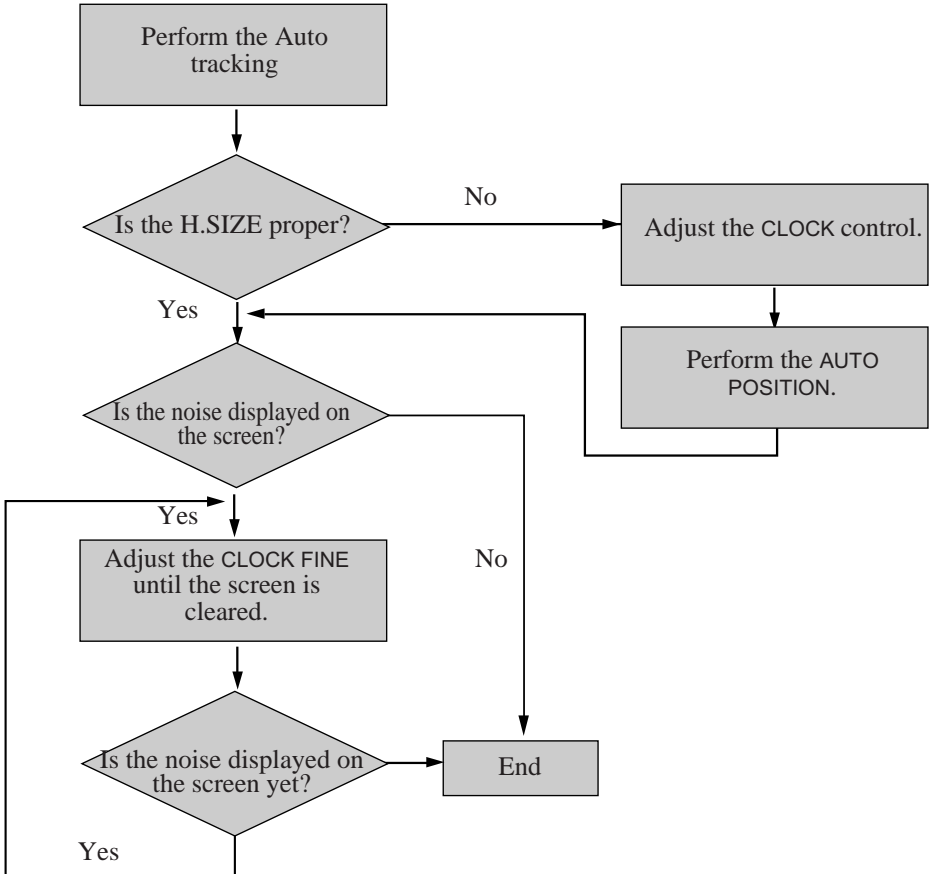 Perform the Auto
tracking
Is the H.SIZE proper?
No
Adjust the CLOCK control.
Yes
Perform the AUTO
POSITION.
Is the noise displayed on
the screen?
Yes
No
Adjust the CLOCK FINE
until the screen is
cleared.
Is the noise displayed on
the screen yet?
End
Yes